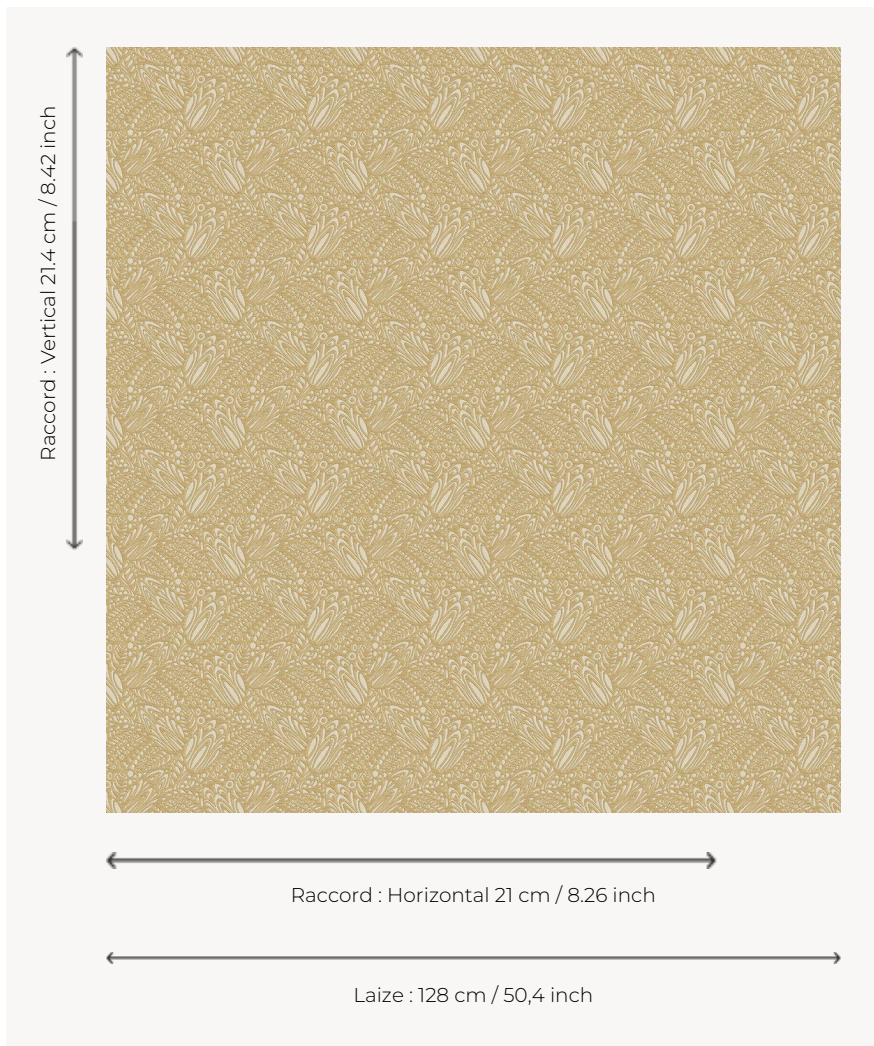 Raccord : Vertical 21.4 cm / 8.42 inch
Raccord : Horizontal 21 cm / 8.26 inch
Laize : 128 cm / 50,4 inch